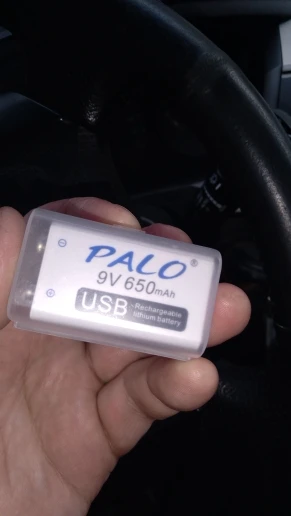 PALO®
9V 650mAh
USB Rechargeable
lithium battery